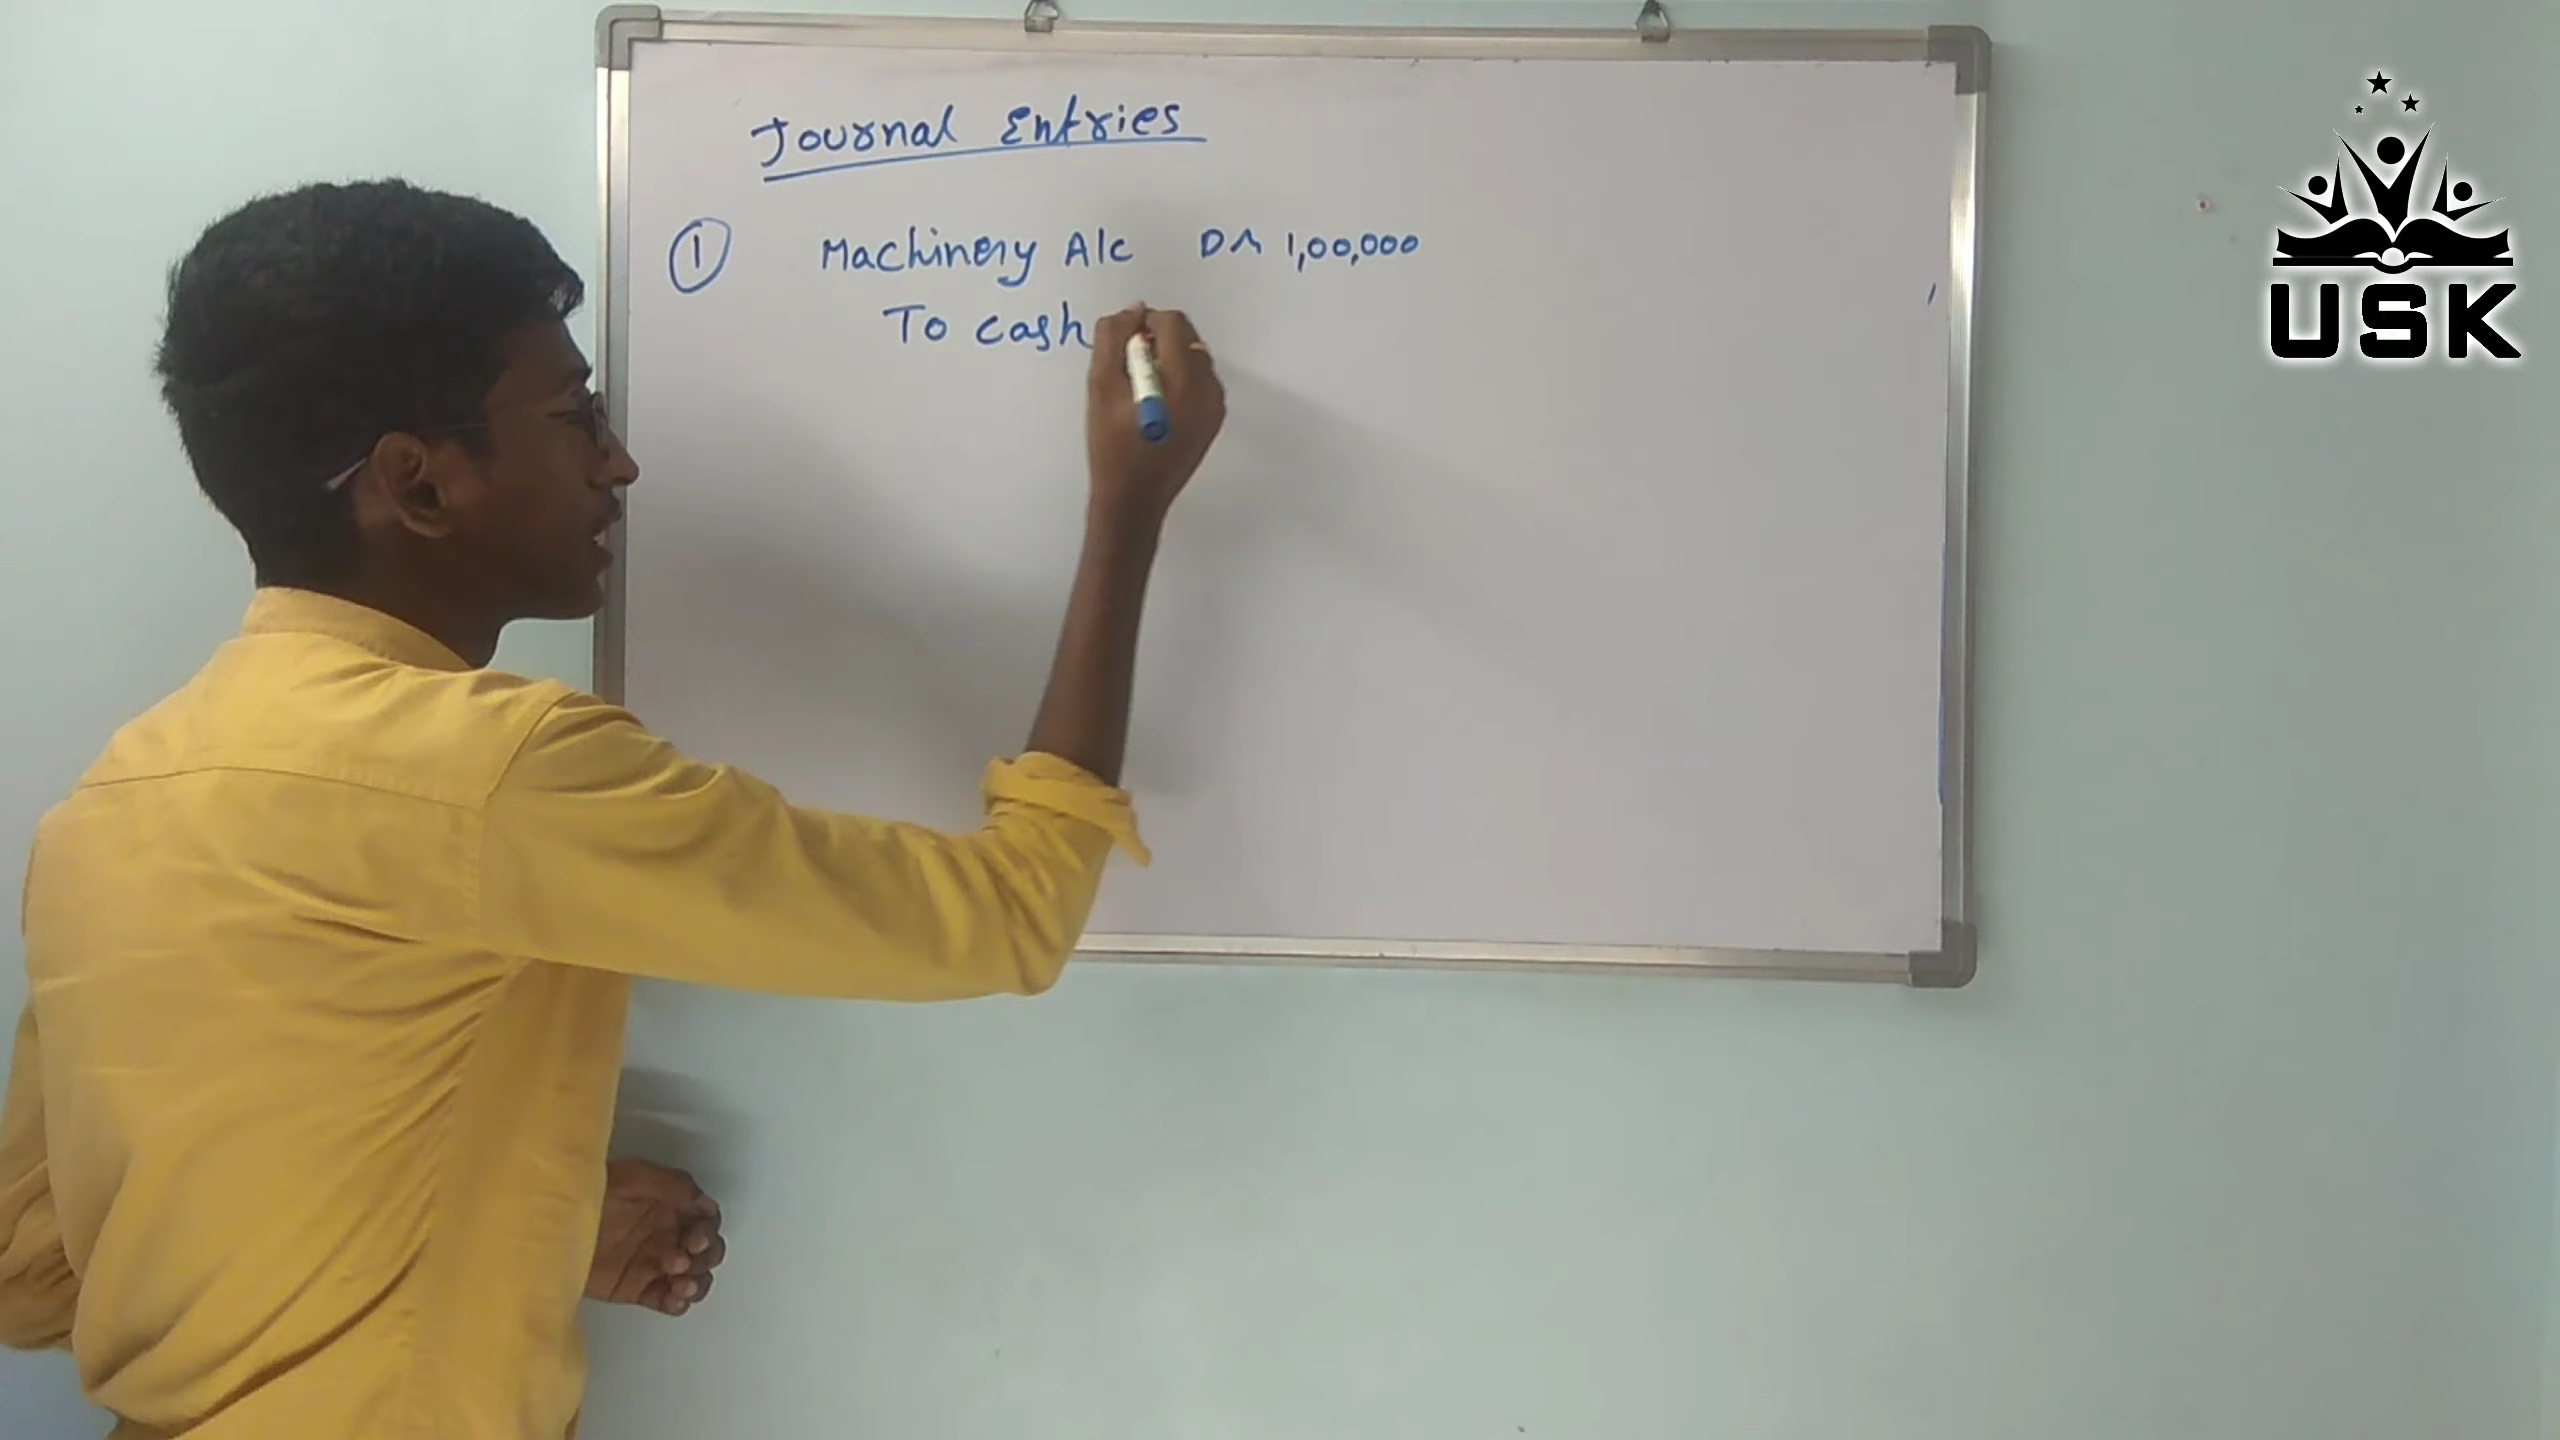 Journal Entries
① Machinery A/c Dr 1,00,000
To cash
USK